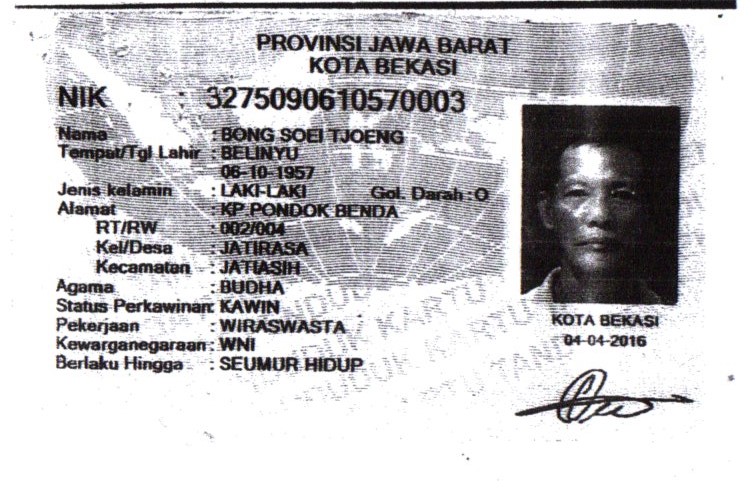 PROVINSI JAWA BARAT
KOTA BEKASI
NIK : 3275090610570003
Nama : BONG SOEI TJOENG
Tempat/Tgl Lahir : BELINYU
06-10-1957
Jenis kelamin : LAKI-LAKI Gol. Darah : O
Alamat : KP PONDOK BENDA
RT/RW : 002/004
Kel/Desa : JATIRASA
Kecamatan : JATIASIH
Agama : BUDHA
Status Perkawinan: KAWIN
Pekerjaan : WIRASWASTA
Kewarganegaraan : WNI
Berlaku Hingga : SEUMUR HIDUP
KOTA BEKASI
04-04-2016